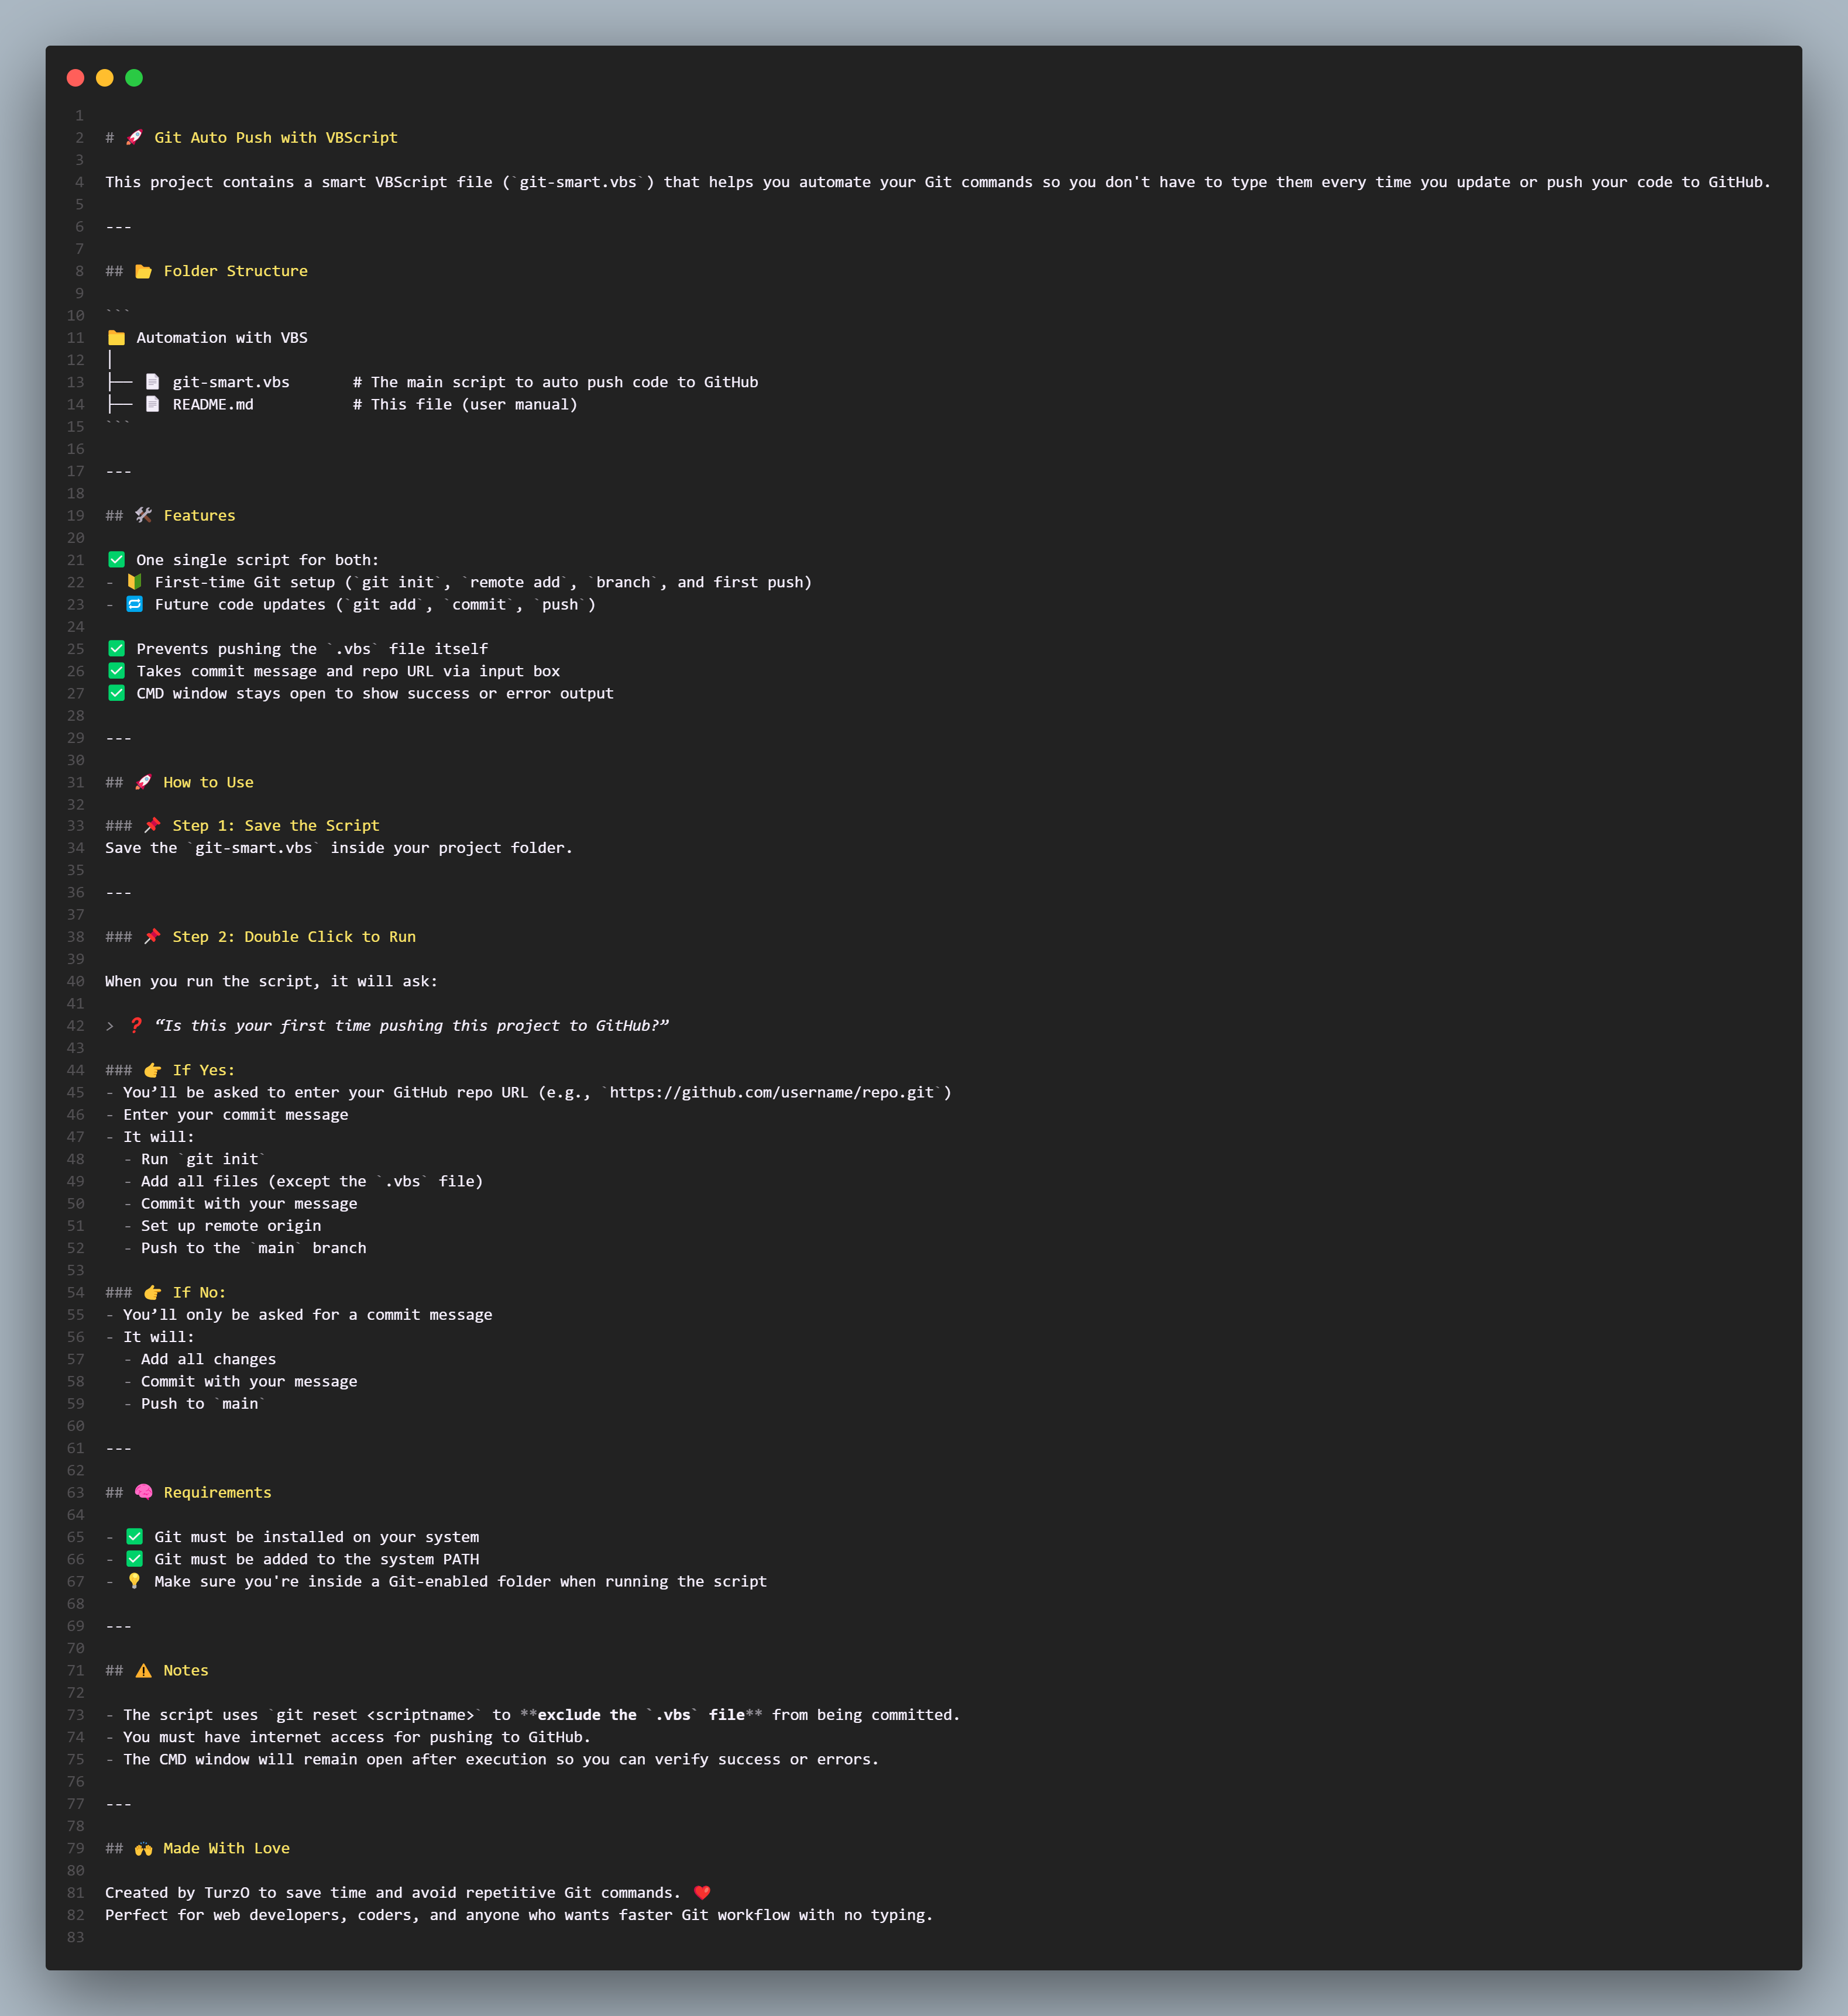 1
2 # 🚀 Git Auto Push with VBScript
3
4 This project contains a smart VBScript file (`git-smart.vbs`) that helps you automate your Git commands so you don't have to type them every time you update or push your code to GitHub.
5
6 ---
7
8 ## 📂 Folder Structure
9
10 ```
11 📁 Automation with VBS
12 │
13 ├── 📄 git-smart.vbs       # The main script to auto push code to GitHub
14 ├── 📄 README.md           # This file (user manual)
15 ```
16
17 ---
18
19 ## 🛠️ Features
20
21 ✅ One single script for both:
22 - 🔰 First-time Git setup (`git init`, `remote add`, `branch`, and first push)
23 - 🔁 Future code updates (`git add`, `commit`, `push`)
24
25 ✅ Prevents pushing the `.vbs` file itself
26 ✅ Takes commit message and repo URL via input box
27 ✅ CMD window stays open to show success or error output
28
29 ---
30
31 ## 🚀 How to Use
32
33 ### 📌 Step 1: Save the Script
34 Save the `git-smart.vbs` inside your project folder.
35
36 ---
37
38 ### 📌 Step 2: Double Click to Run
39
40 When you run the script, it will ask:
41
42 > ❓ “Is this your first time pushing this project to GitHub?”
43
44 ### 👉 If Yes:
45 - You’ll be asked to enter your GitHub repo URL (e.g., `https://github.com/username/repo.git`)
46 - Enter your commit message
47 - It will:
48   - Run `git init`
49   - Add all files (except the `.vbs` file)
50   - Commit with your message
51   - Set up remote origin
52   - Push to the `main` branch
53
54 ### 👉 If No:
55 - You’ll only be asked for a commit message
56 - It will:
57   - Add all changes
58   - Commit with your message
59   - Push to `main`
60
61 ---
62
63 ## 🧠 Requirements
64
65 - ✅ Git must be installed on your system
66 - ✅ Git must be added to the system PATH
67 - 💡 Make sure you're inside a Git-enabled folder when running the script
68
69 ---
70
71 ## ⚠️ Notes
72
73 - The script uses `git reset <scriptname>` to **exclude the `.vbs` file** from being committed.
74 - You must have internet access for pushing to GitHub.
75 - The CMD window will remain open after execution so you can verify success or errors.
76
77 ---
78
79 ## 🙌 Made With Love
80
81 Created by TurzO to save time and avoid repetitive Git commands. ❤️
82 Perfect for web developers, coders, and anyone who wants faster Git workflow with no typing.
83